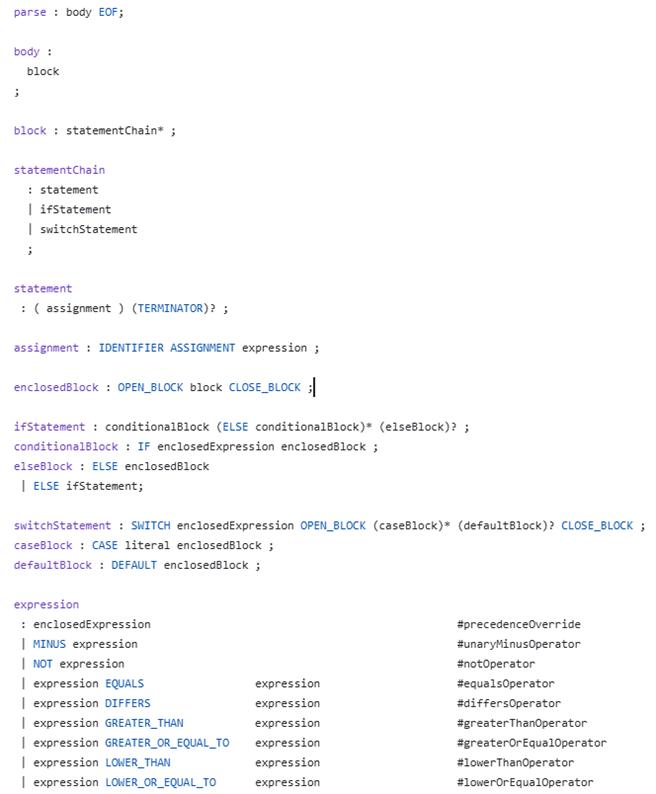 parse : body EOF;
body :
block
;
block : statementChain* ;
statementChain
: statement
| ifStatement
| switchStatement
;
statement
: ( assignment ) (TERMINATOR)? ;
assignment : IDENTIFIER ASSIGNMENT expression ;
enclosedBlock : OPEN_BLOCK block CLOSE_BLOCK ;
ifStatement : conditionalBlock (ELSE conditionalBlock)* (elseBlock)? ;
conditionalBlock : IF enclosedExpression enclosedBlock ;
elseBlock : ELSE enclosedBlock
| ELSE ifStatement;
switchStatement : SWITCH enclosedExpression OPEN_BLOCK (caseBlock)* (defaultBlock)? CLOSE_BLOCK ;
caseBlock : CASE literal enclosedBlock ;
defaultBlock : DEFAULT enclosedBlock ;
expression
: enclosedExpression #precedenceOverride
| MINUS expression #unaryMinusOperator
| NOT expression #notOperator
| expression EQUALS expression #equalsOperator
| expression DIFFERS expression #differsOperator
| expression GREATER_THAN expression #greaterThanOperator
| expression GREATER_OR_EQUAL_TO expression #greaterOrEqualOperator
| expression LOWER_THAN expression #lowerThanOperator
| expression LOWER_OR_EQUAL_TO expression #lowerOrEqualOperator